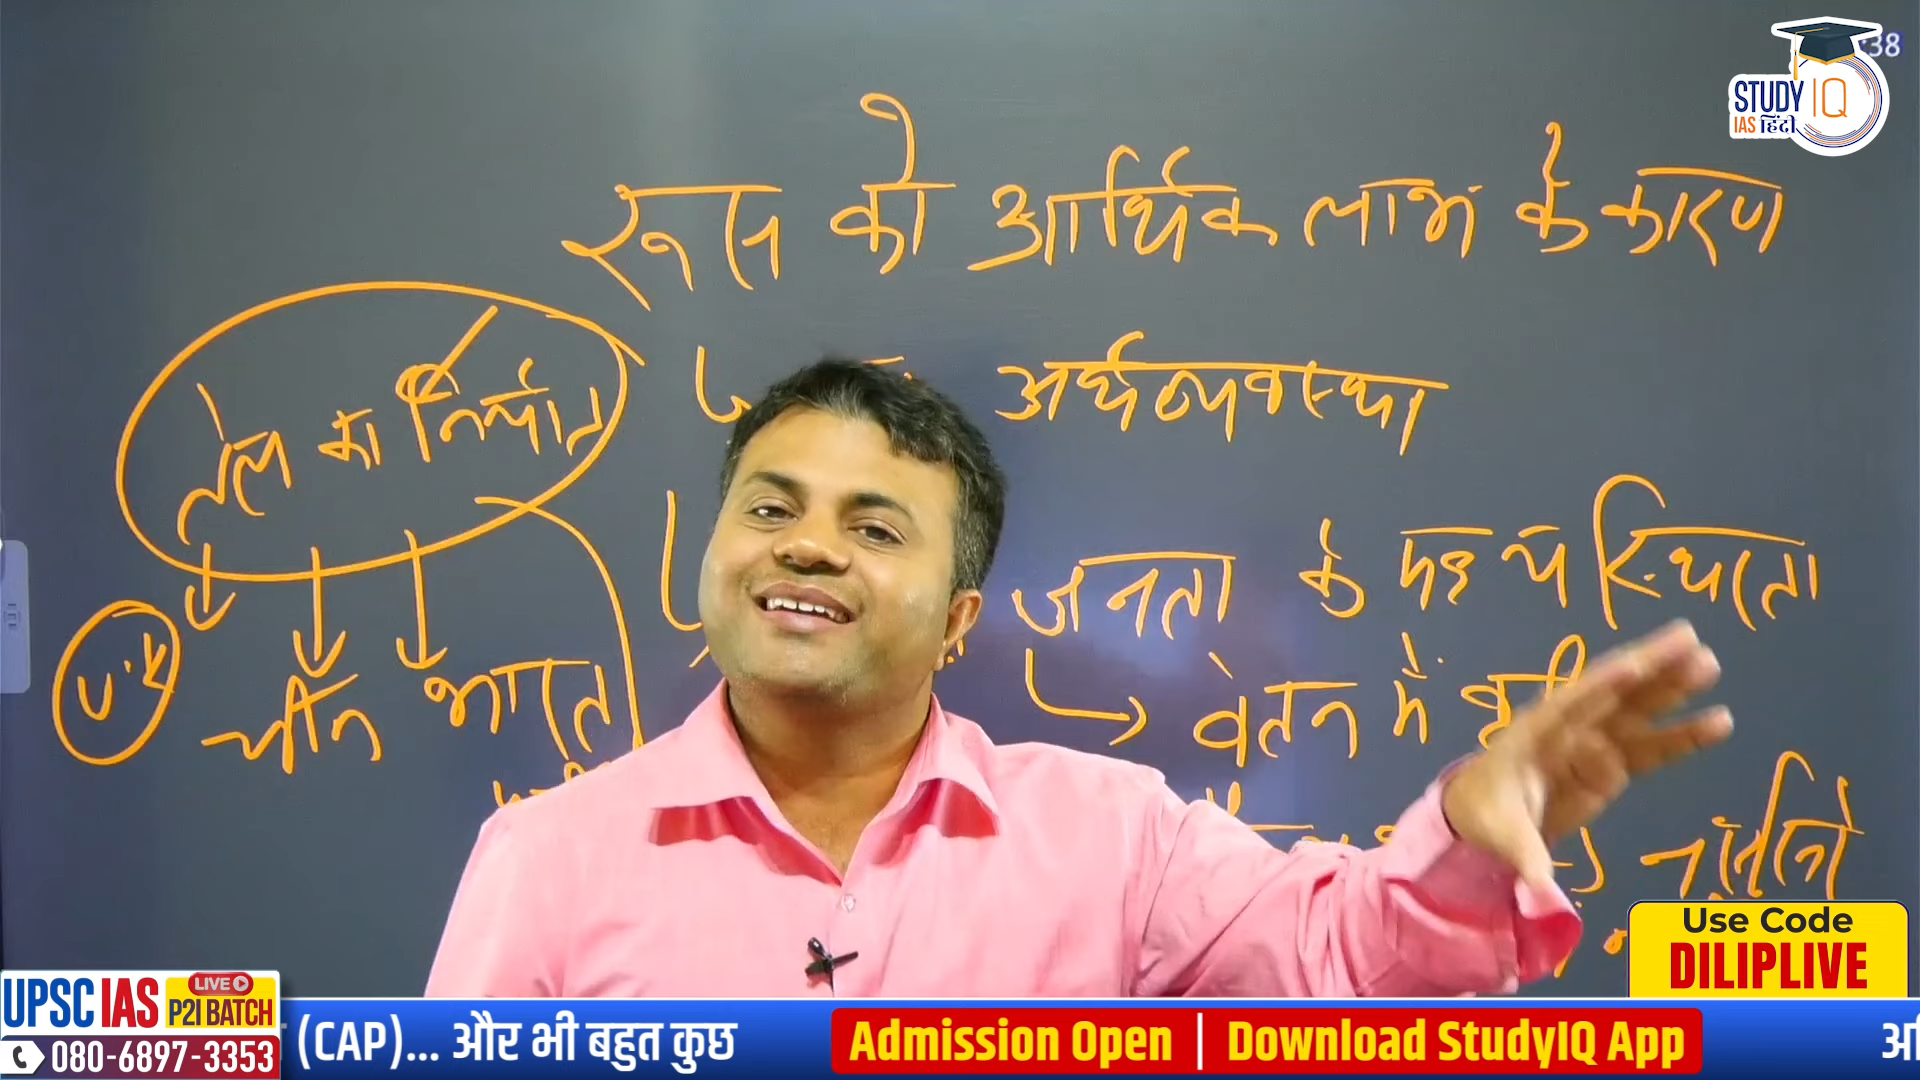 :38
STUDY IQ
IAS हिंदी
रूस को आर्थिक लाभ के कारण
अर्थव्यवस्था
तेल का निर्यात
जनता के मध्य स्थिरता
U.K
चीन भारत
वेतन में
Use Code
DILIPLIVE
UPSC IAS
LIVE
P2I BATCH
080-6897-3353
(CAP)... और भी बहुत कुछ
Admission Open | Download StudyIQ App